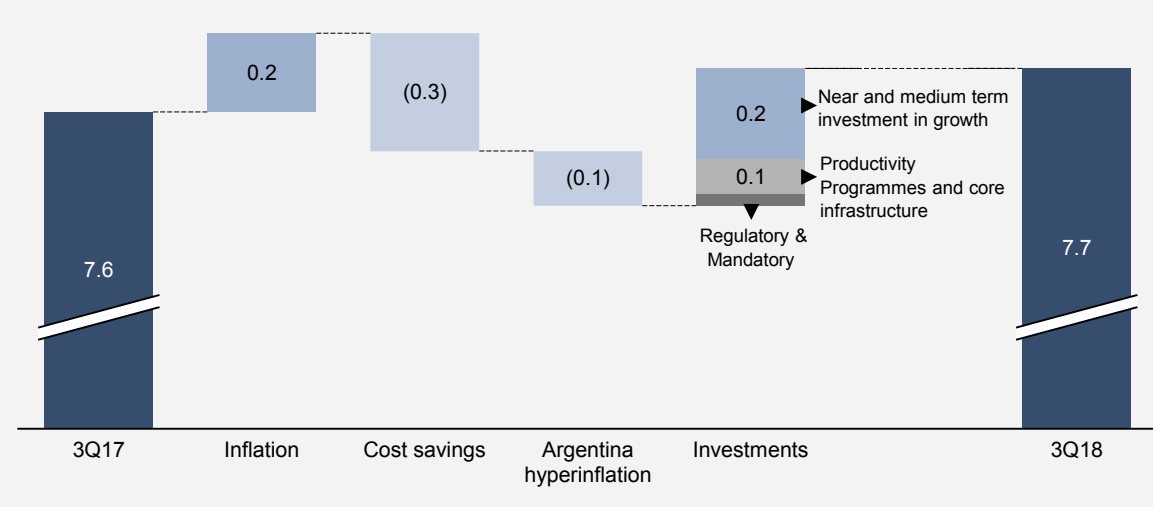 0.2
(0.3)
0.2
Near and medium term
investment in growth
(0.1)
0.1
Productivity
Programmes and core
infrastructure
Regulatory &
Mandatory
7.6
7.7
3Q17
Inflation
Cost savings
Argentina
hyperinflation
Investments
3Q18